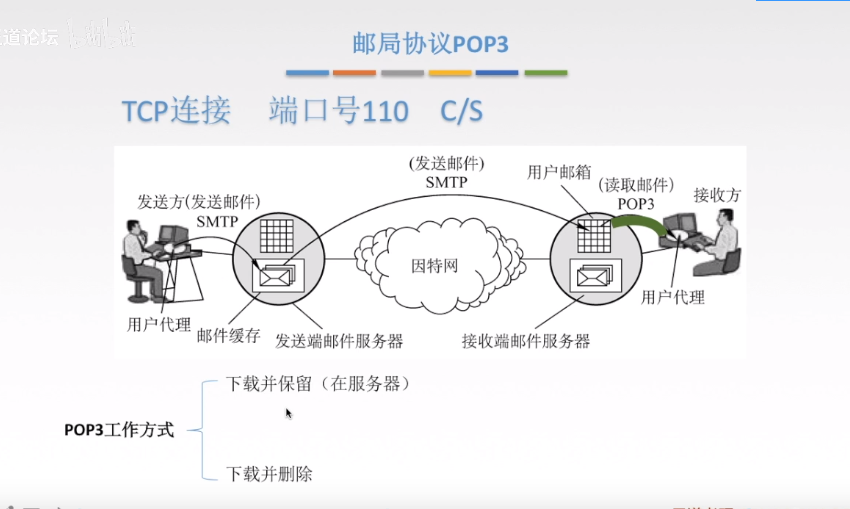 道论坛
邮局协议POP3
TCP连接 端口号110 C/S
(发送邮件)
SMTP
用户邮箱
(读取邮件)
POP3
接收方
发送方(发送邮件)
SMTP
因特网
用户代理
邮件缓存
发送端邮件服务器
接收端邮件服务器
用户代理
下载并保留（在服务器）
POP3工作方式
下载并删除